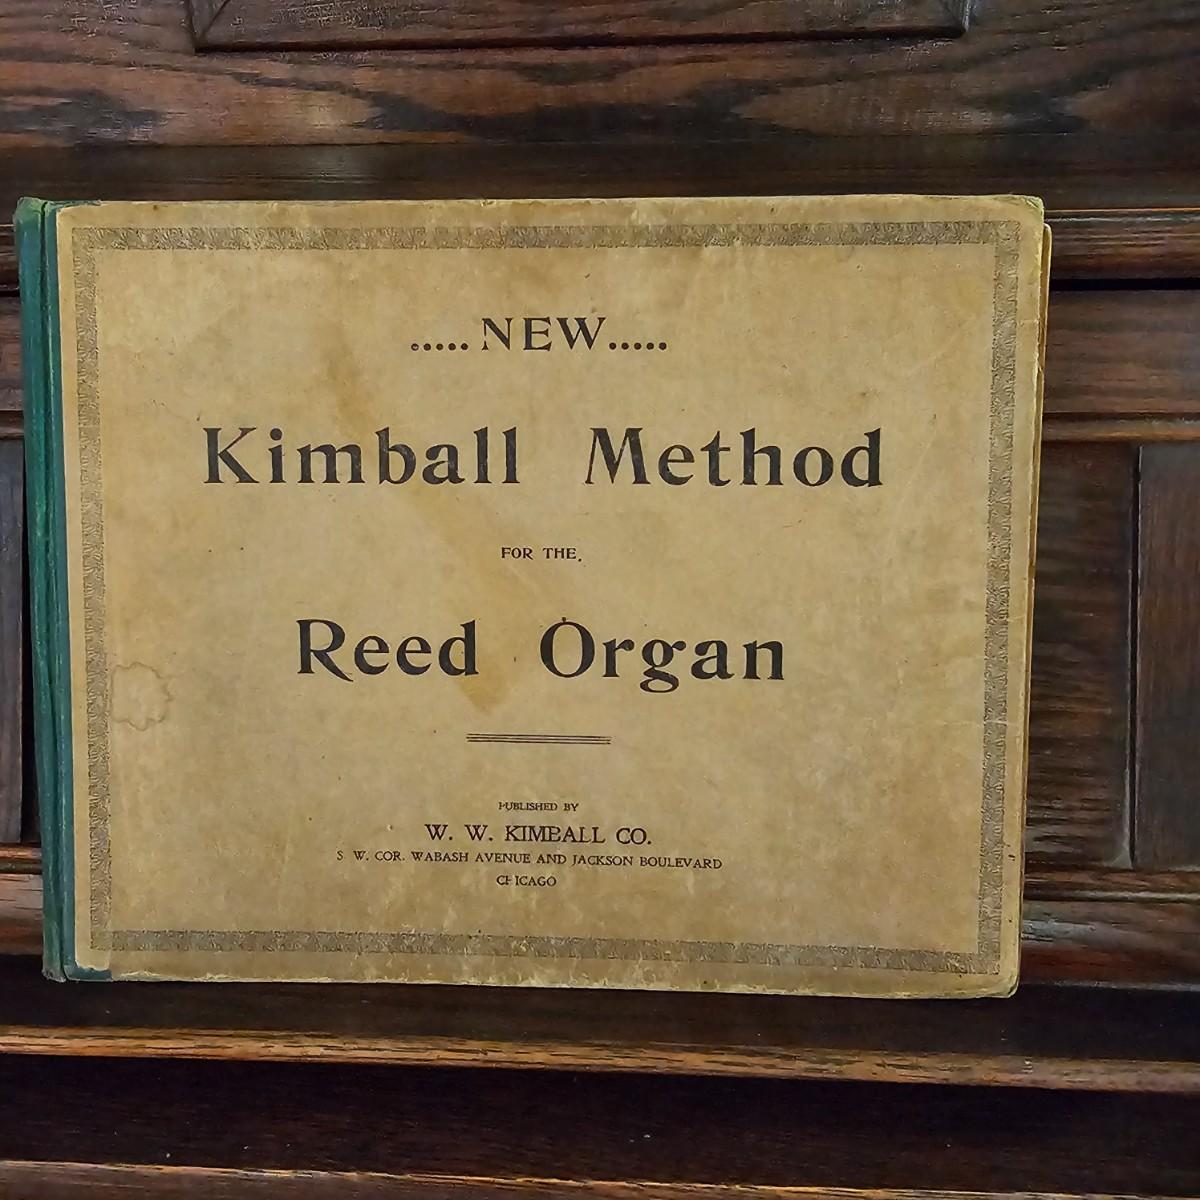 .....NEW.....
Kimball Method
FOR THE
Reed Organ
PUBLISHED BY
W. W. KIMBALL CO.
S. W. COR. WABASH AVENUE AND JACKSON BOULEVARD
CHICAGO